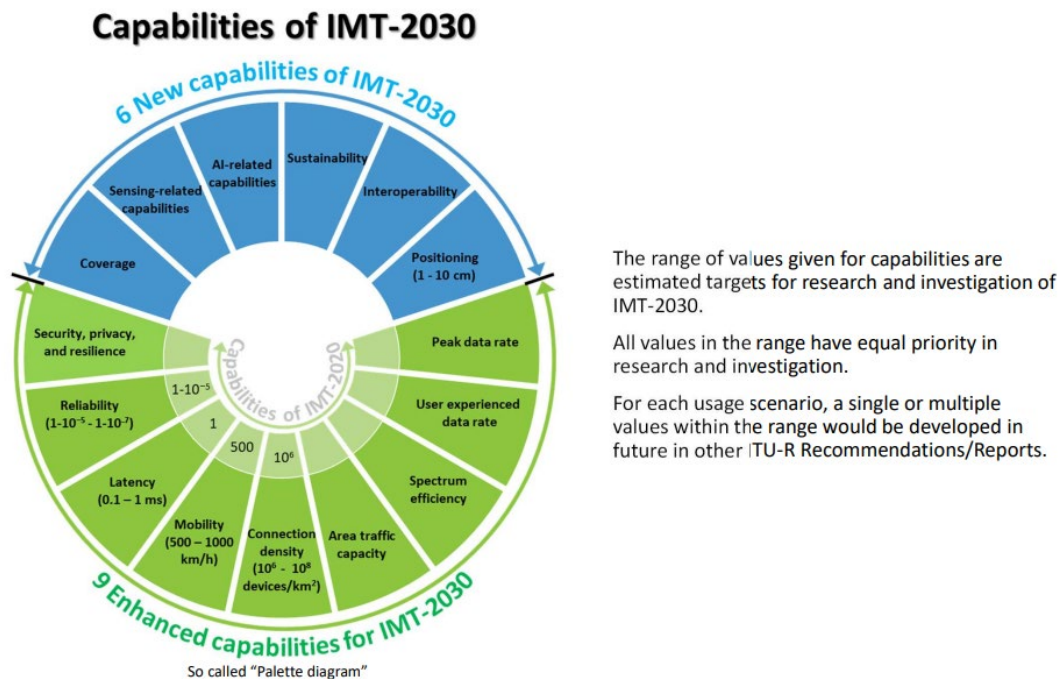 Capabilities of IMT-2030
6 New capabilities of IMT-2030
AI-related
capabilities
Sustainability
Sensing-related
capabilities
Interoperability
Coverage
Positioning
(1 - 10 cm)
Security, privacy,
and resilience
Peak data rate
Capabilities of IMT-2020
Reliability
(1-10⁻⁵ - 1-10⁻⁷)
1-10⁻⁵
User experienced
data rate
Latency
(0.1 – 1 ms)
1
500
10⁶
Spectrum
efficiency
Mobility
(500 – 1000
km/h)
Connection
density
(10⁶ - 10⁸
devices/km²)
Area traffic
capacity
9 Enhanced capabilities for IMT-2030
So called “Palette diagram”
The range of values given for capabilities are
estimated targets for research and investigation of
IMT-2030.
All values in the range have equal priority in
research and investigation.
For each usage scenario, a single or multiple
values within the range would be developed in
future in other ITU-R Recommendations/Reports.